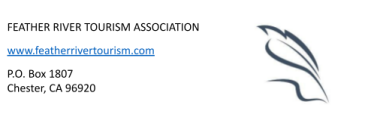 FEATHER RIVER TOURISM ASSOCIATION
www.featherrivertourism.com
P.O. Box 1807
Chester, CA 96920